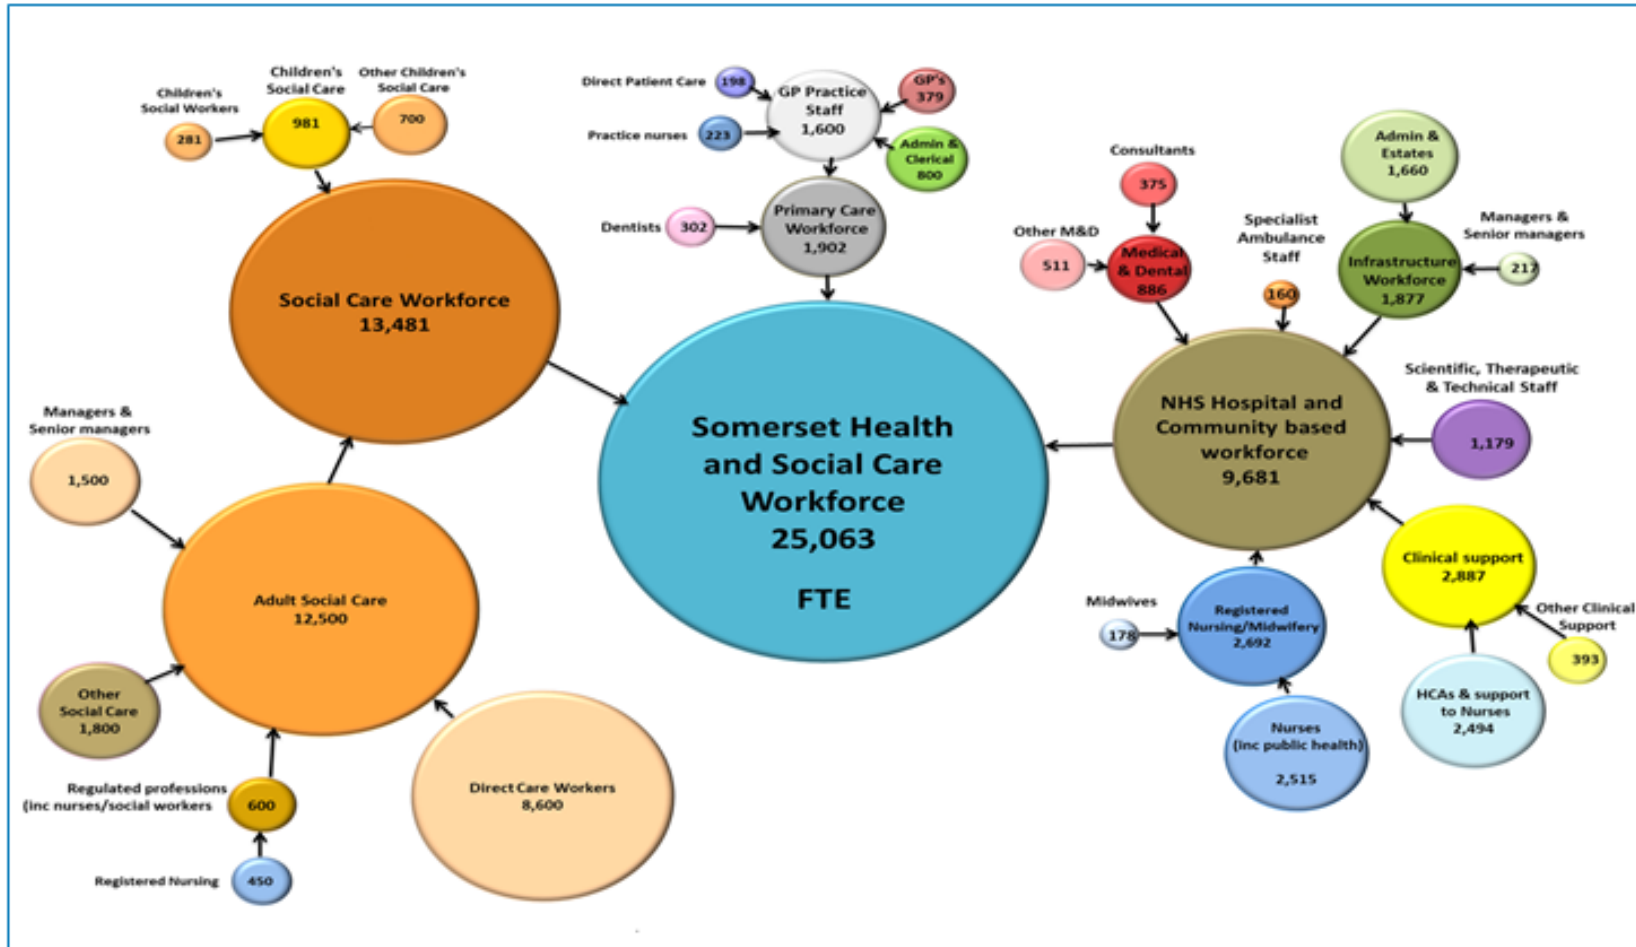 Children's
Social Workers
281
Children's
Social Care
981
Other Children's
Social Care
700
Social Care Workforce
13,481
Managers &
Senior managers
1,500
Adult Social Care
12,500
Other
Social Care
1,800
Regulated professions
(inc nurses/social workers
600
Registered Nursing
450
Direct Care Workers
8,600
Direct Patient Care
198
GP Practice
Staff
1,600
GP's
379
Practice nurses
223
Admin &
Clerical
800
Dentists
302
Primary Care
Workforce
1,902
Somerset Health
and Social Care
Workforce
25,063
FTE
Consultants
375
Other M&D
511
Medical
& Dental
886
Specialist
Ambulance
Staff
160
Admin &
Estates
1,660
Managers &
Senior managers
217
Infrastructure
Workforce
1,877
NHS Hospital and
Community based
workforce
9,681
Scientific, Therapeutic
& Technical Staff
1,179
Clinical support
2,887
Other Clinical
Support
393
HCAs & support
to Nurses
2,494
Midwives
178
Registered
Nursing/Midwifery
2,692
Nurses
(inc public health)
2,515